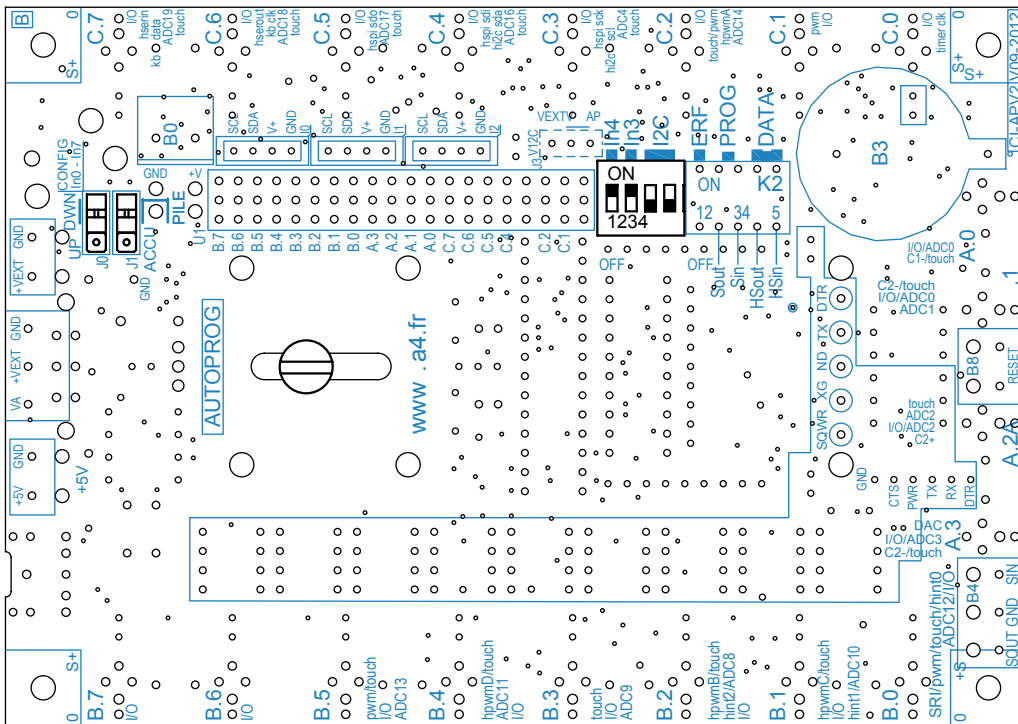 B
0
S+
C.7
I/O
hserin
kb data
ADC19
touch
C.6
I/O
hserout
kb clk
ADC18
touch
C.5
I/O
hspi sdo
ADC17
touch
C.4
I/O
hspi sdi
hi2c sda
ADC16
touch
C.3
I/O
hspi sck
hi2c scl
ADC4
touch
C.2
I/O
touch/pwm
hpwmA
ADC14
C.1
I/O
pwm
C.0
I/O
timer clk
0
S+
S+
B0
SCL
SDA
V+
GND
I0
SCL
SDA
V+
GND
I1
SCL
SDA
V+
GND
I2
VEXT
V
AP
J3
V12C
In4
In3
I2C
ERF
PROG
DATA
ON
1234
OFF
ON
K2
12
34
5
OFF
Sout
Sin
HSout
HSin
B3
CONFIG
In0 - In7
DWN
UP
J0
J1
ACCU
PILE
GND
+V
GND
U1
B.7
B.6
B.5
B.4
B.3
B.2
B.1
B.0
A.3
A.2
A.1
A.0
C.7
C.6
C.5
C.4
C.2
C.1
GND
+VEXT
GND
+VEXT
VA
GND
+5V
+5V
AUTOPROG
www .a4.fr
DTR
TX
ND
XG
SQWR
I/O/ADC0
C1-/touch
A.0
C2-/touch
I/O/ADC0
ADC1
.1
B8
RESET
touch
ADC2
I/O/ADC2
C2+
A.2A
GND
CTS
PWR
TX
RX
DTR
DAC
I/O/ADC3
C2-/touch
A.3
B4
SIN
GND
SOUT
0
S+
B.7
I/O
B.6
I/O
B.5
pwm/touch
I/O
ADC13
B.4
hpwmD/touch
ADC11
I/O
B.3
touch
I/O
ADC9
B.2
hpwmB/touch
hint2/ADC8
I/O
B.1
hpwmC/touch
hint1/ADC10
I/O
B.0
SRI/pwm/touch/hint0
ADC12/I/O
+S
0